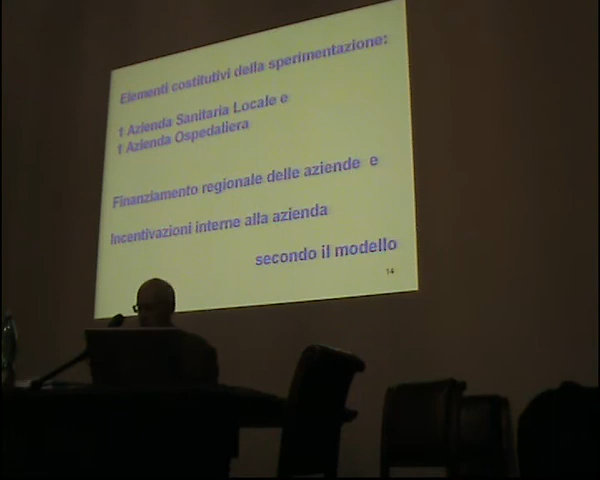 Elementi costitutivi della sperimentazione:
1 Azienda Sanitaria Locale e
1 Azienda Ospedaliera
Finanziamento regionale delle aziende e
Incentivazioni interne alla azienda
secondo il modello
14